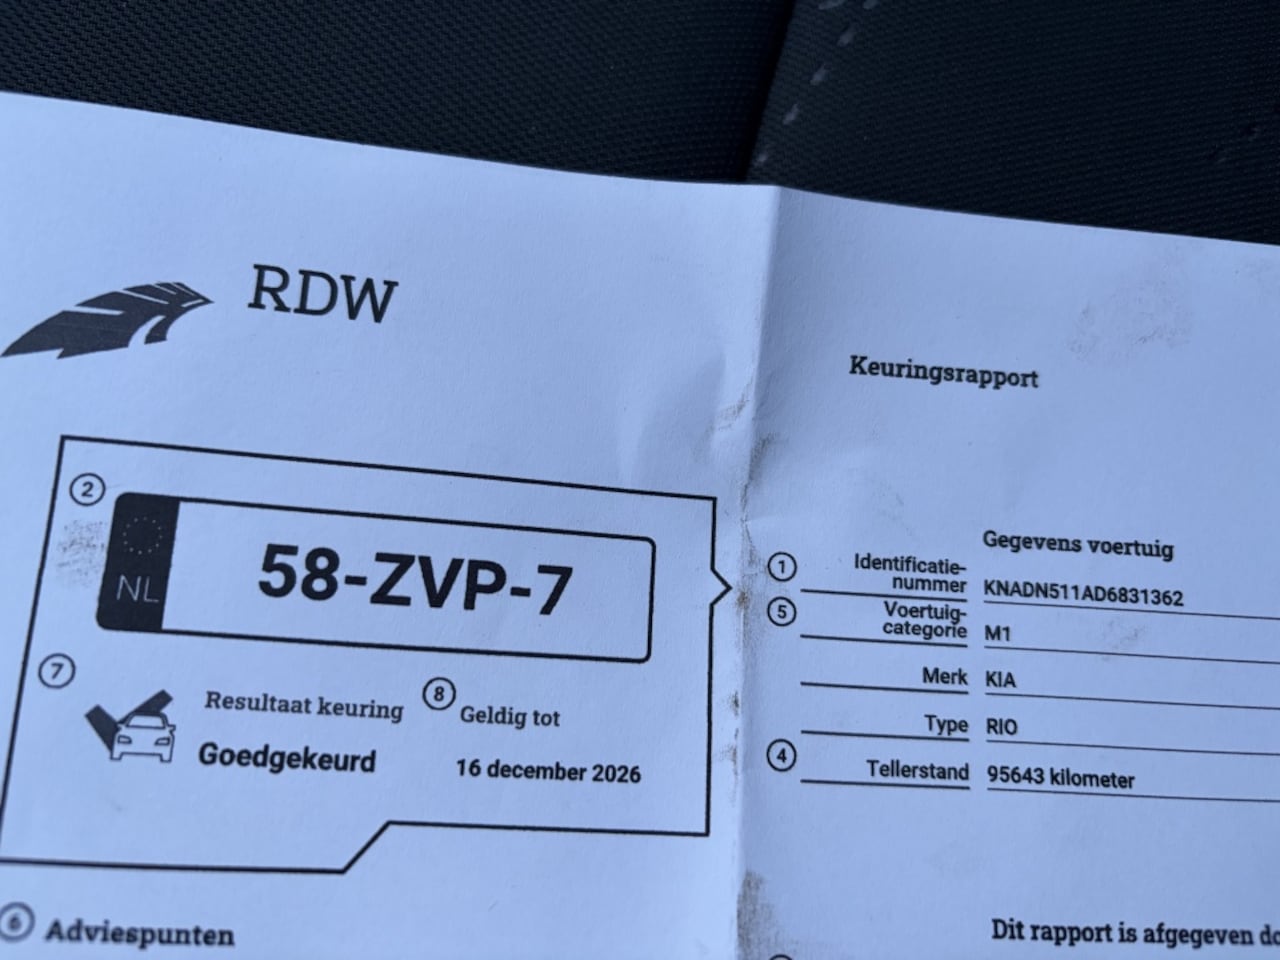 RDW
Keuringsrapport
2
NL
58-ZVP-7
7
Resultaat keuring
Goedgekeurd
8
Geldig tot
16 december 2026
Gegevens voertuig
1
Identificatie-
nummer KNADN511AD6831362
5
Voertuig-
categorie M1
Merk KIA
Type RIO
4
Tellerstand 95643 kilometer
6 Adviespunten
Dit rapport is afgegeven do